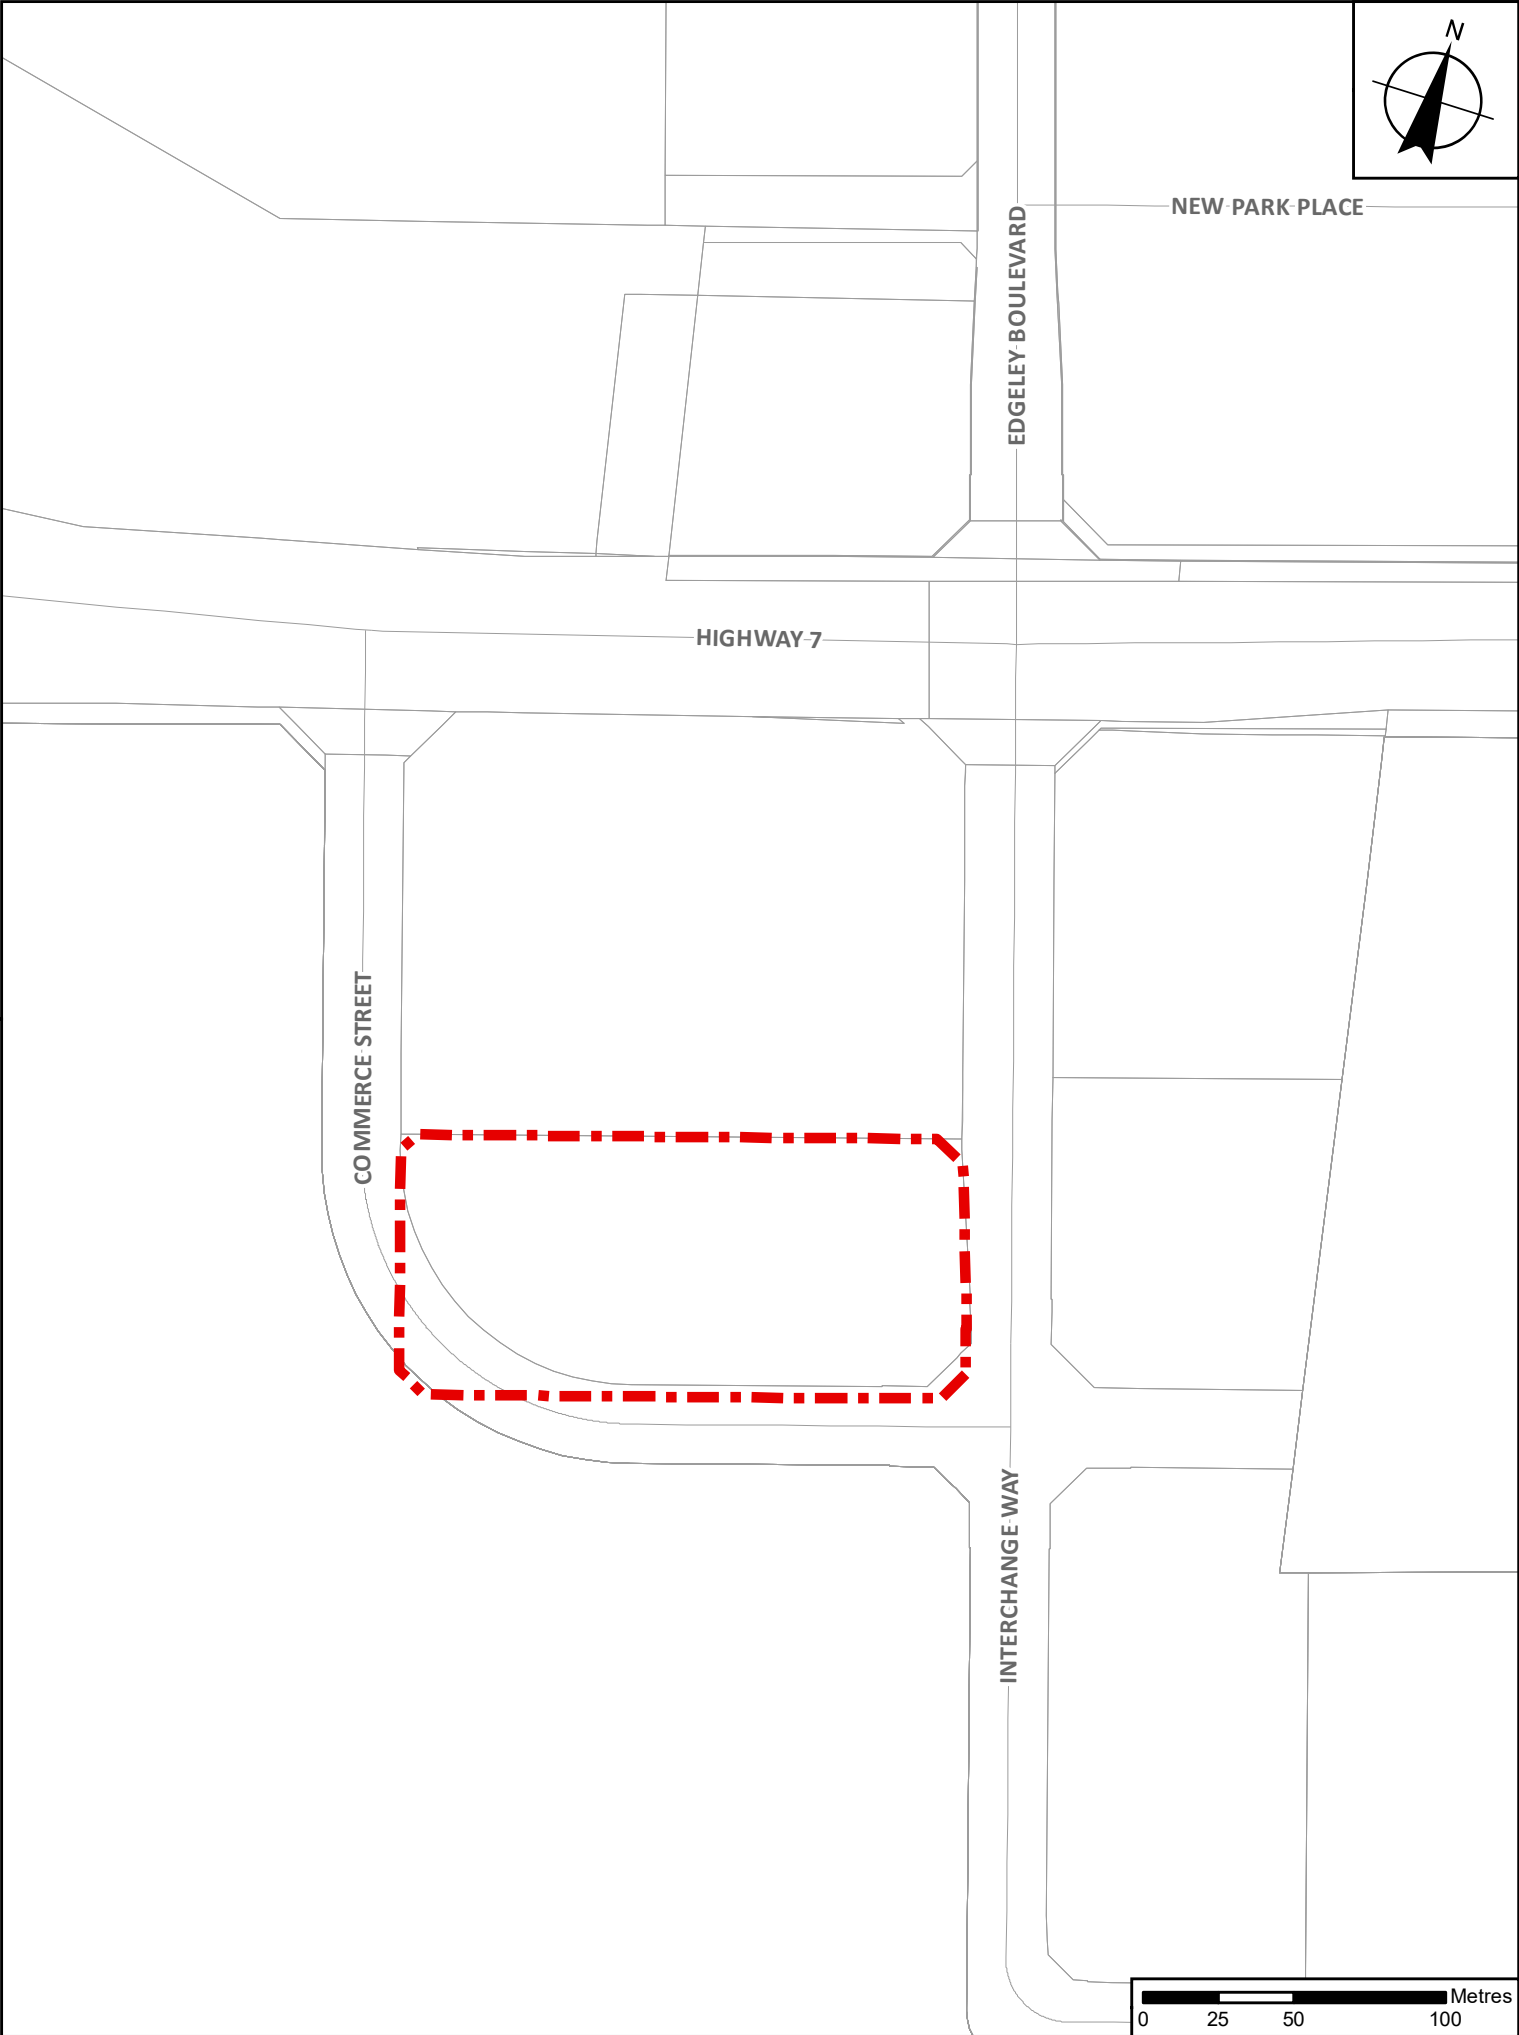 N
NEW PARK PLACE
EDGELEY BOULEVARD
HIGHWAY 7
COMMERCE STREET
INTERCHANGE WAY
Metres
0 25 50 100